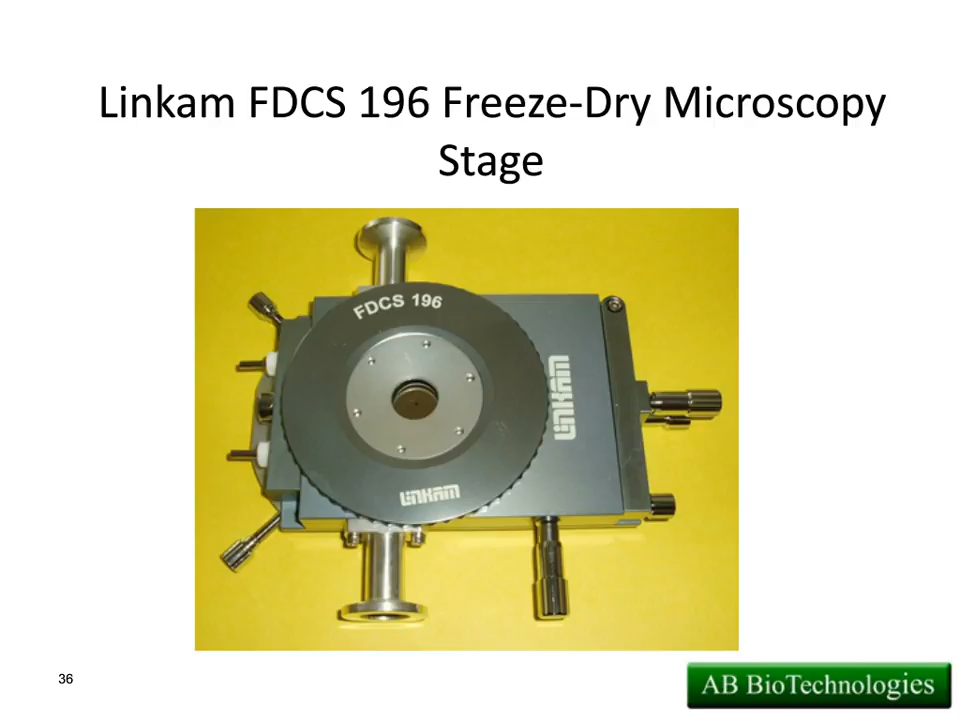 Linkam FDCS 196 Freeze-Dry Microscopy
Stage
FDCS 196
LINKAM
LINKAM
36
AB BioTechnologies